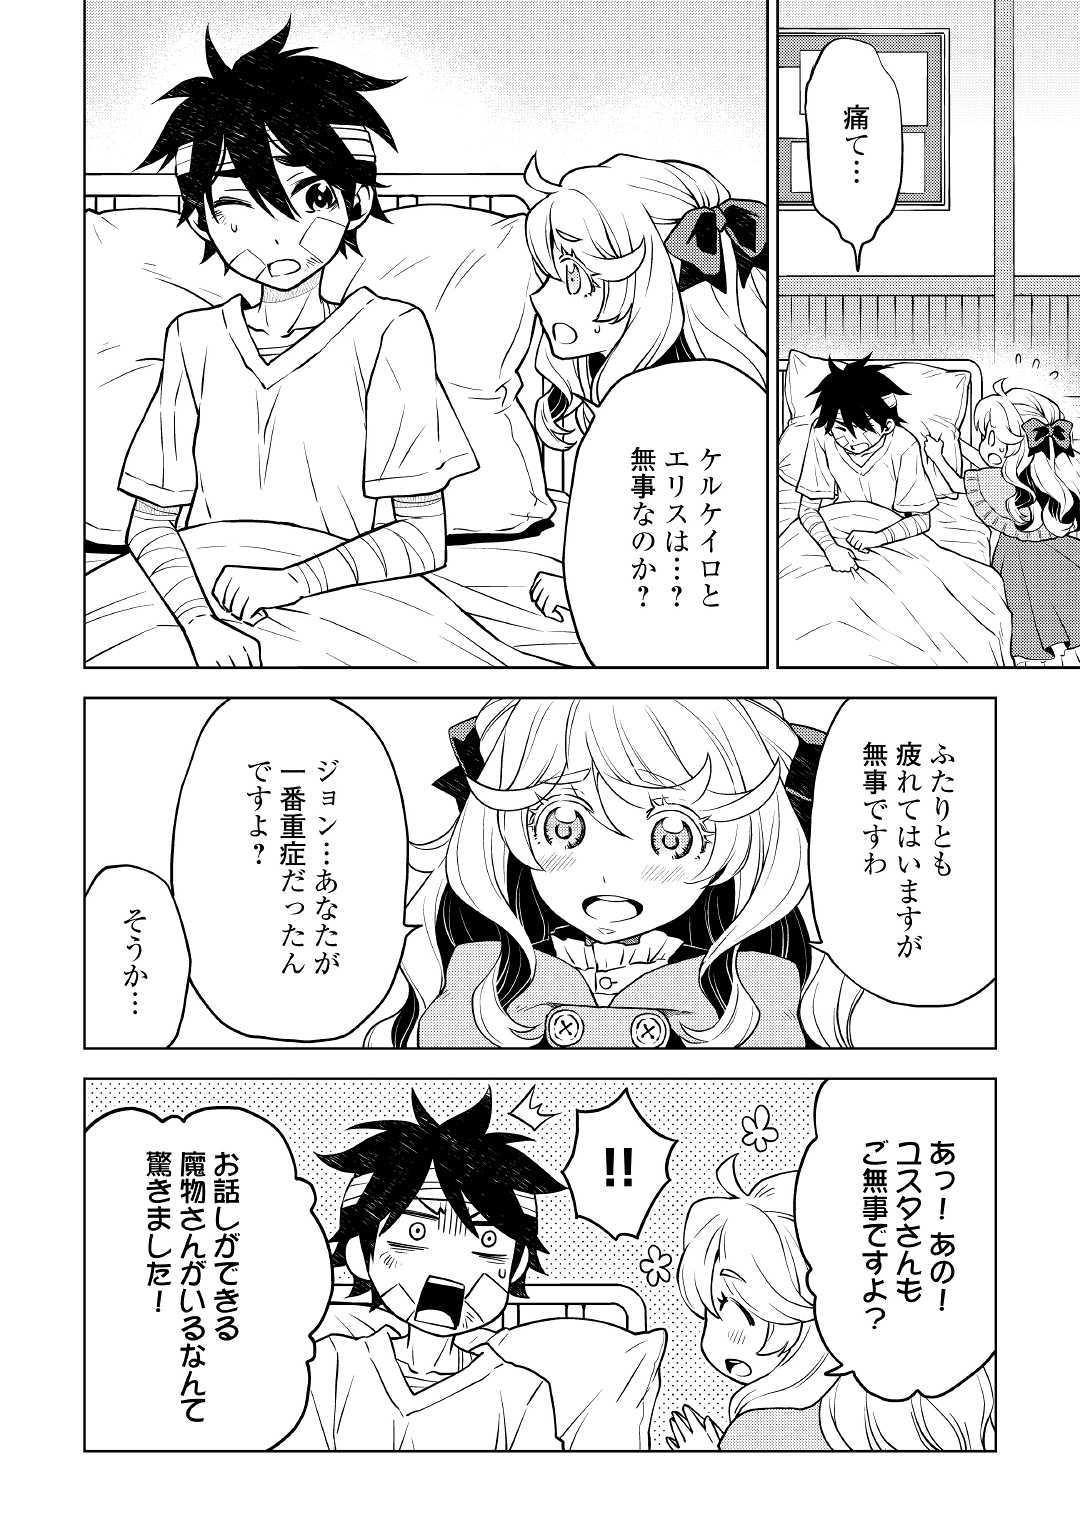 痛て…
ケルケイロと
エリスは…？
無事なのか？
ふたりとも
疲れてはいますが
無事ですわ
ジョン…あなたが
一番重症だったん
ですよ？
そうか…
あっ！あの！
ユスタさんも
ご無事ですよ？
!!
お話しができる
魔物さんがいるなんて
驚きました！